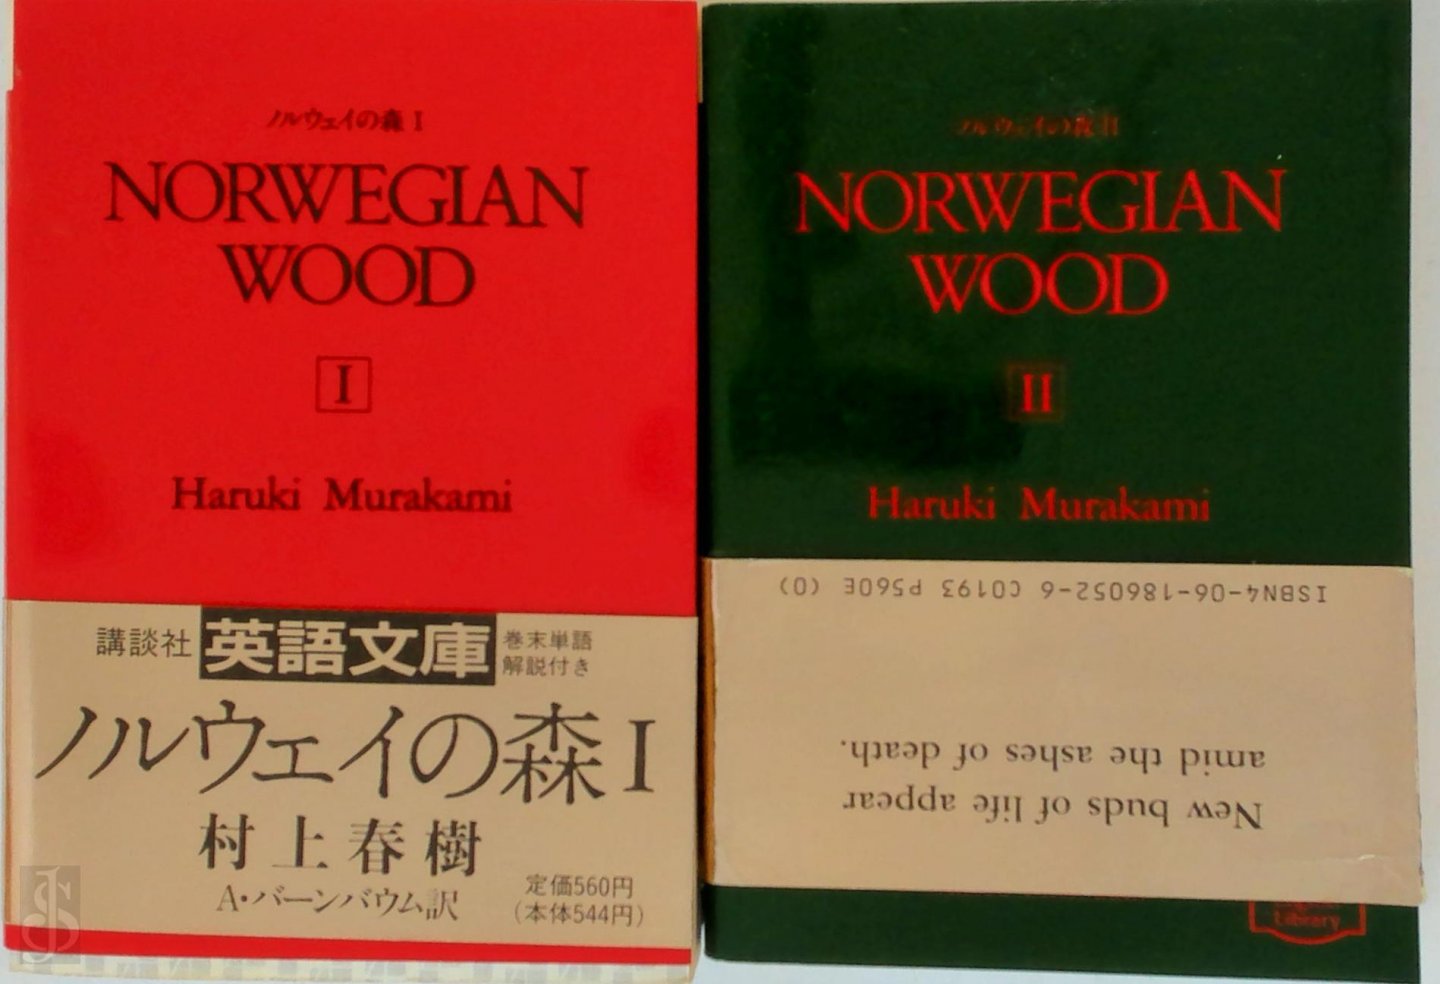 ノルウェイの森 I
NORWEGIAN
WOOD
I
Haruki Murakami
講談社 英語文庫 巻末単語
解説付き
ノルウェイの森 I
村上春樹
A・バーンバウム訳
定価560円
(本体544円)
ノルウェイの森 II
NORWEGIAN
WOOD
II
Haruki Murakami
ISBN4-06-186052-6 C0193 P560E (0)
New buds of life appear
amid the ashes of death.
Library